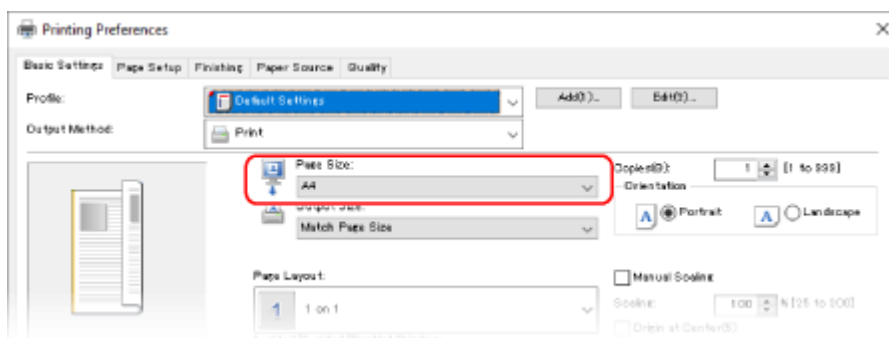 Printing Preferences
Basic Settings Page Setup Finishing Paper Source Quality
Profile: Default Settings Add(1)... Edit(2)...
Output Method: Print
Page Size: Copies(3): 1 [1 to 999]
A4 Orientation
Output Size: Portrait Landscape
Match Page Size
Page Layout: Manual Scaling
1 1 on 1 Scaling: 100 % [25 to 200]
Origin at Center(5)